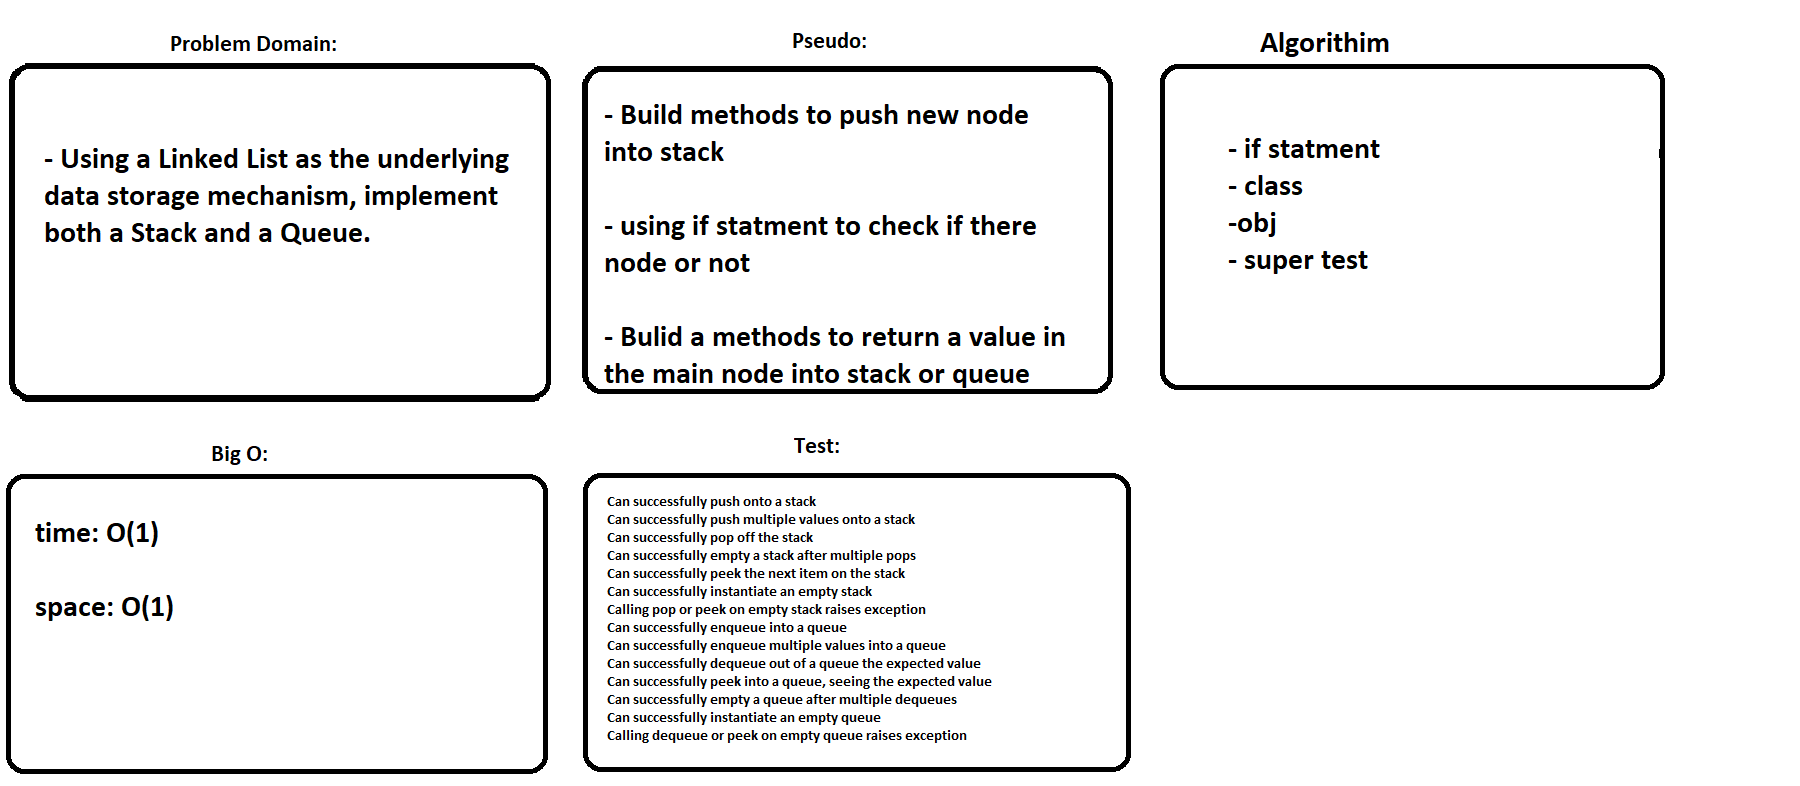 Problem Domain:
- Using a Linked List as the underlying
data storage mechanism, implement
both a Stack and a Queue.
Pseudo:
- Build methods to push new node
into stack
- using if statment to check if there
node or not
- Bulid a methods to return a value in
the main node into stack or queue
Algorithim
- if statment
- class
-obj
- super test
Big O:
time: O(1)
space: O(1)
Test:
Can successfully push onto a stack
Can successfully push multiple values onto a stack
Can successfully pop off the stack
Can successfully empty a stack after multiple pops
Can successfully peek the next item on the stack
Can successfully instantiate an empty stack
Calling pop or peek on empty stack raises exception
Can successfully enqueue into a queue
Can successfully enqueue multiple values into a queue
Can successfully dequeue out of a queue the expected value
Can successfully peek into a queue, seeing the expected value
Can successfully empty a queue after multiple dequeues
Can successfully instantiate an empty queue
Calling dequeue or peek on empty queue raises exception